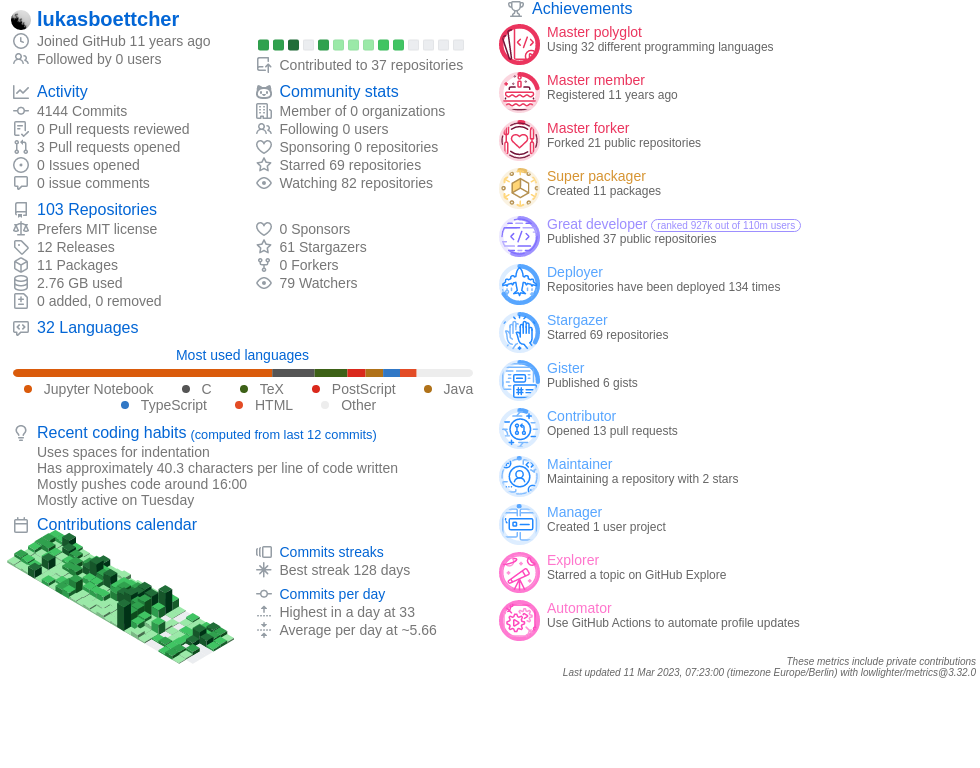 lukasboettcher
Joined GitHub 11 years ago
Followed by 0 users
Contributed to 37 repositories
Activity
4144 Commits
0 Pull requests reviewed
3 Pull requests opened
0 Issues opened
0 issue comments
Community stats
Member of 0 organizations
Following 0 users
Sponsoring 0 repositories
Starred 69 repositories
Watching 82 repositories
103 Repositories
Prefers MIT license
12 Releases
11 Packages
2.76 GB used
0 added, 0 removed
0 Sponsors
61 Stargazers
0 Forkers
79 Watchers
32 Languages
Most used languages
Jupyter Notebook C TeX PostScript Java
TypeScript HTML Other
Recent coding habits (computed from last 12 commits)
Uses spaces for indentation
Has approximately 40.3 characters per line of code written
Mostly pushes code around 16:00
Mostly active on Tuesday
Contributions calendar
Commits streaks
Best streak 128 days
Commits per day
Highest in a day at 33
Average per day at ~5.66
Achievements
Master polyglot
Using 32 different programming languages
Master member
Registered 11 years ago
Master forker
Forked 21 public repositories
Super packager
Created 11 packages
Great developer ranked 927k out of 110m users
Published 37 public repositories
Deployer
Repositories have been deployed 134 times
Stargazer
Starred 69 repositories
Gister
Published 6 gists
Contributor
Opened 13 pull requests
Maintainer
Maintaining a repository with 2 stars
Manager
Created 1 user project
Explorer
Starred a topic on GitHub Explore
Automator
Use GitHub Actions to automate profile updates
These metrics include private contributions
Last updated 11 Mar 2023, 07:23:00 (timezone Europe/Berlin) with lowlighter/metrics@3.32.0